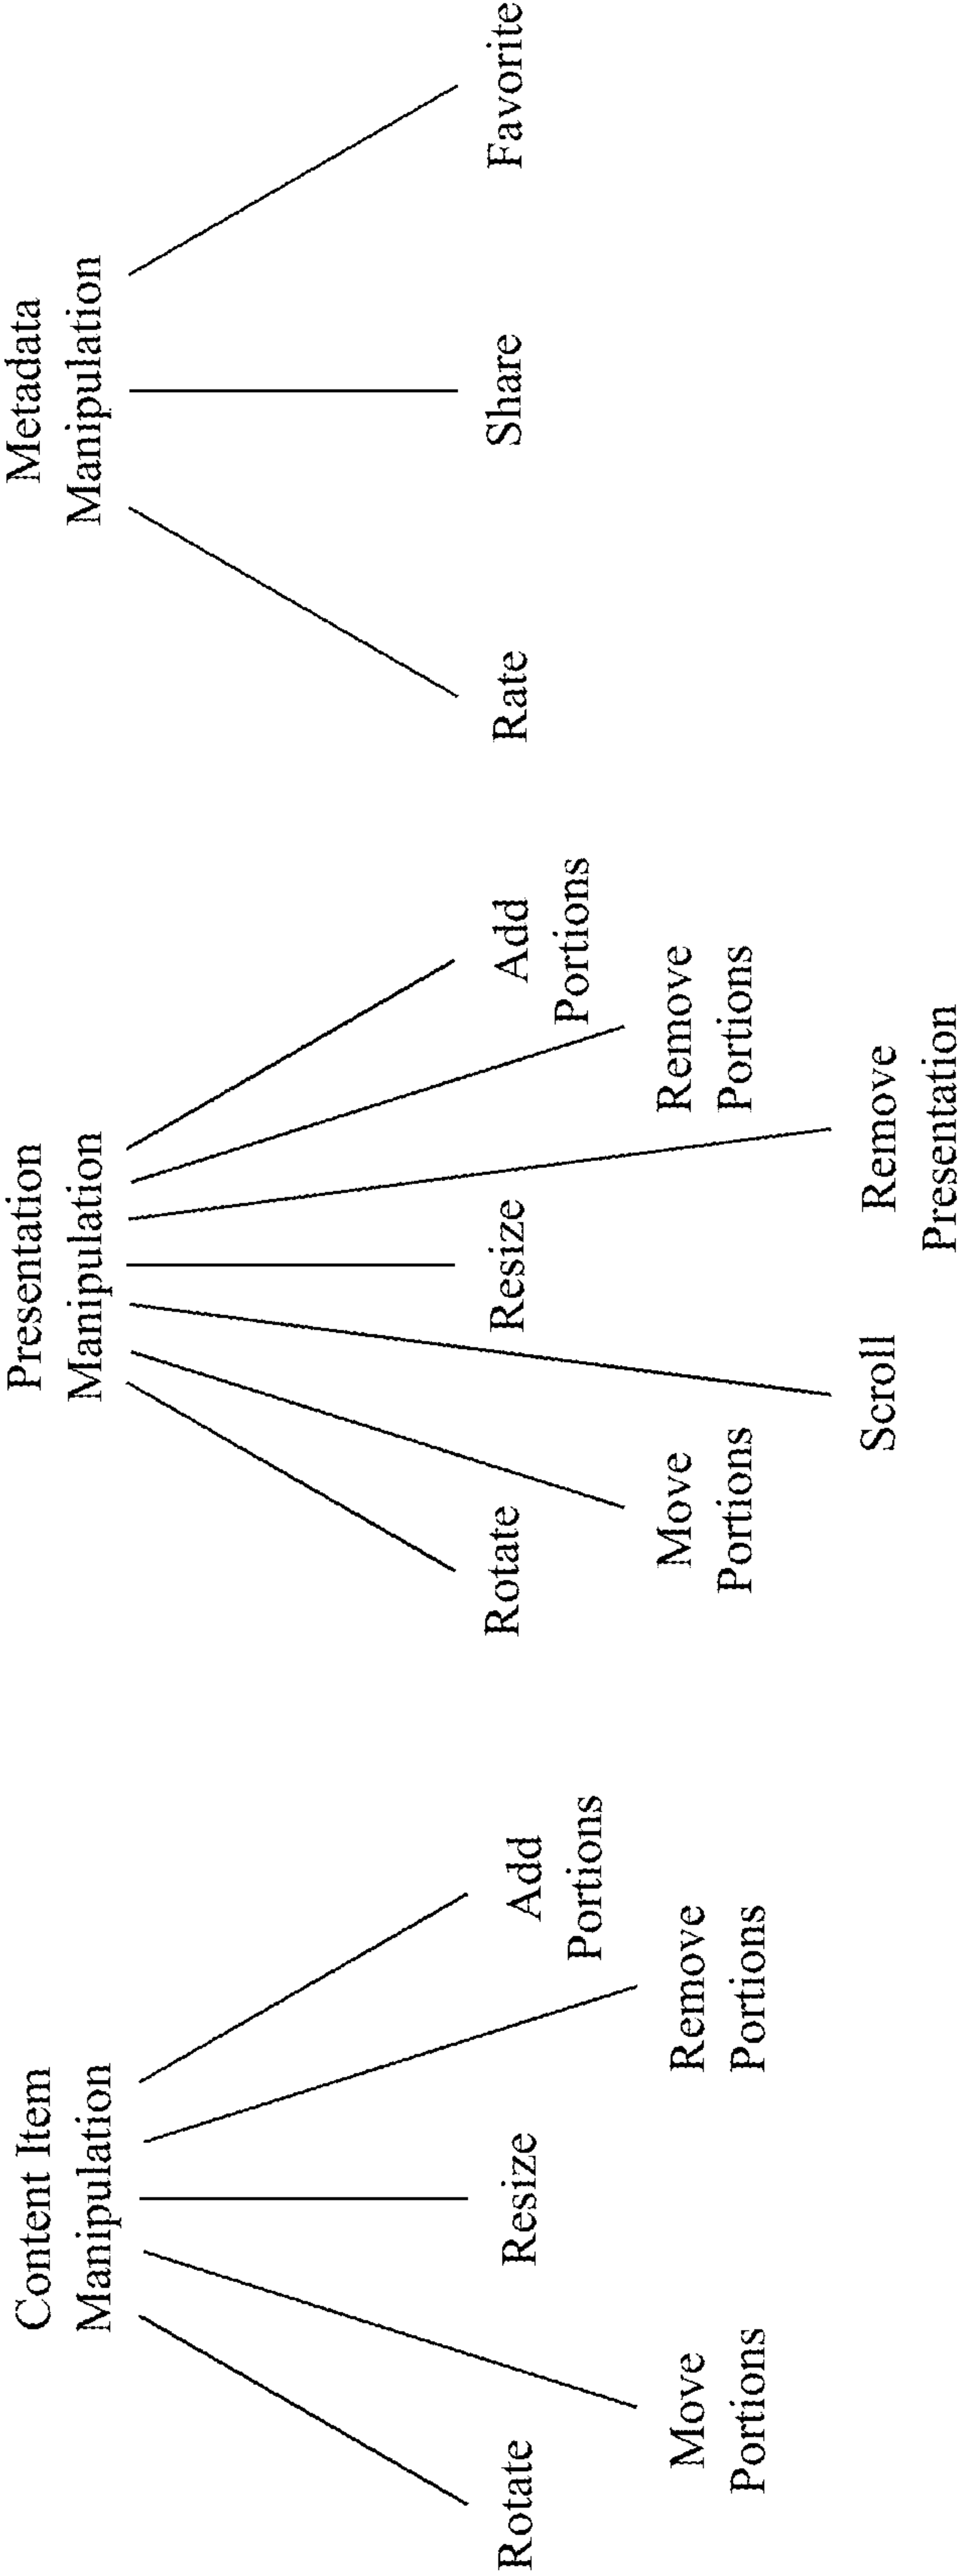 Content Item
Manipulation
Rotate
Move
Portions
Resize
Remove
Portions
Add
Portions
Presentation
Manipulation
Rotate
Move
Portions
Scroll
Resize
Remove
Presentation
Remove
Portions
Add
Portions
Metadata
Manipulation
Rate
Share
Favorite